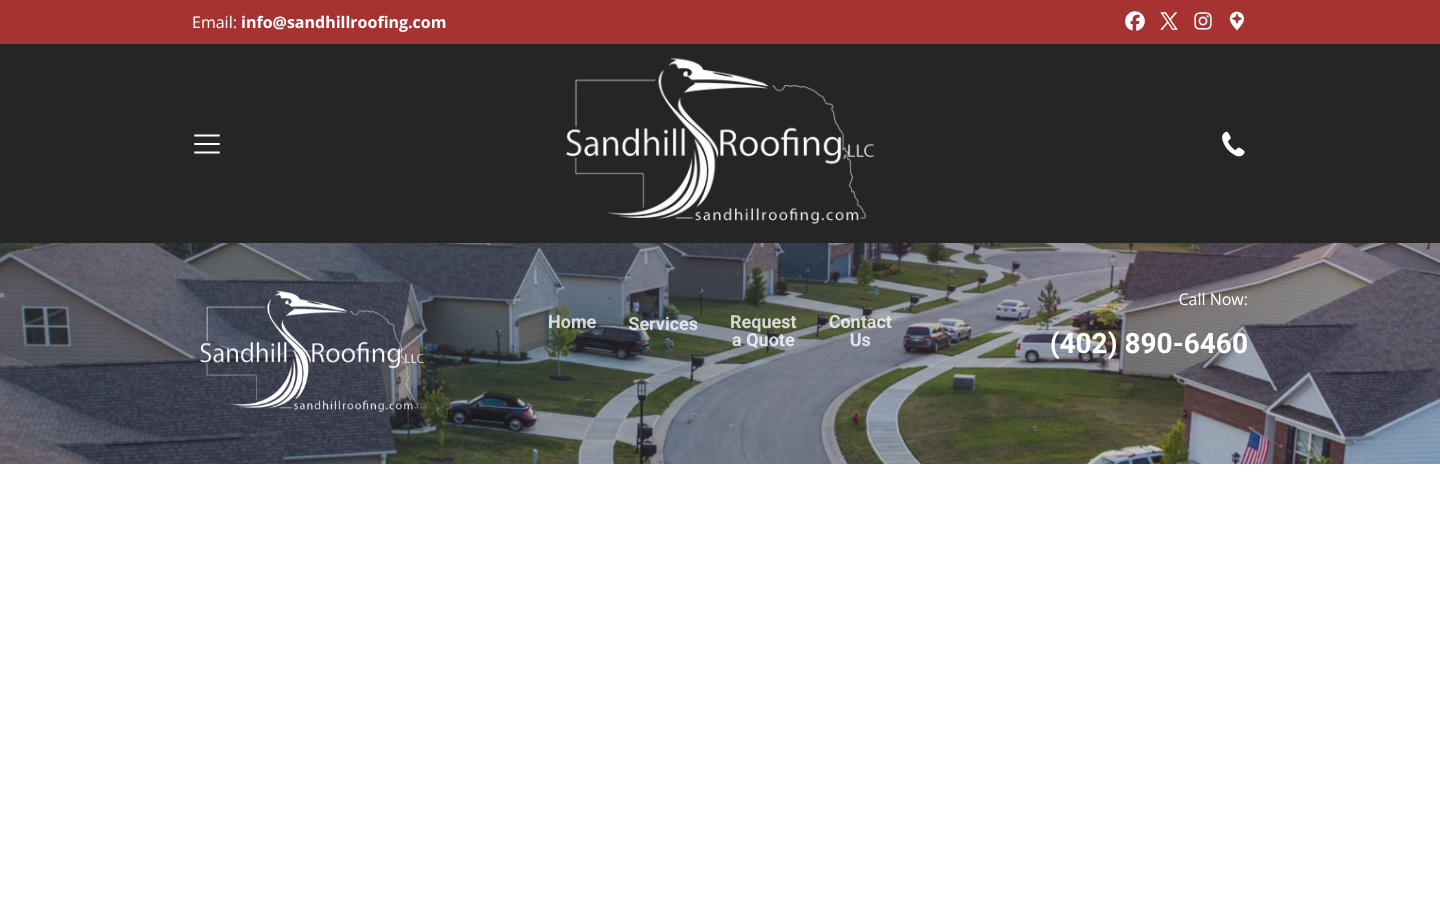 Email: info@sandhillroofing.com
Sandhill Roofing, LLC
sandhillroofing.com
Sandhill Roofing, LLC
sandhillroofing.com
Home
Services
Request
a Quote
Contact
Us
Call Now:
(402) 890-6460